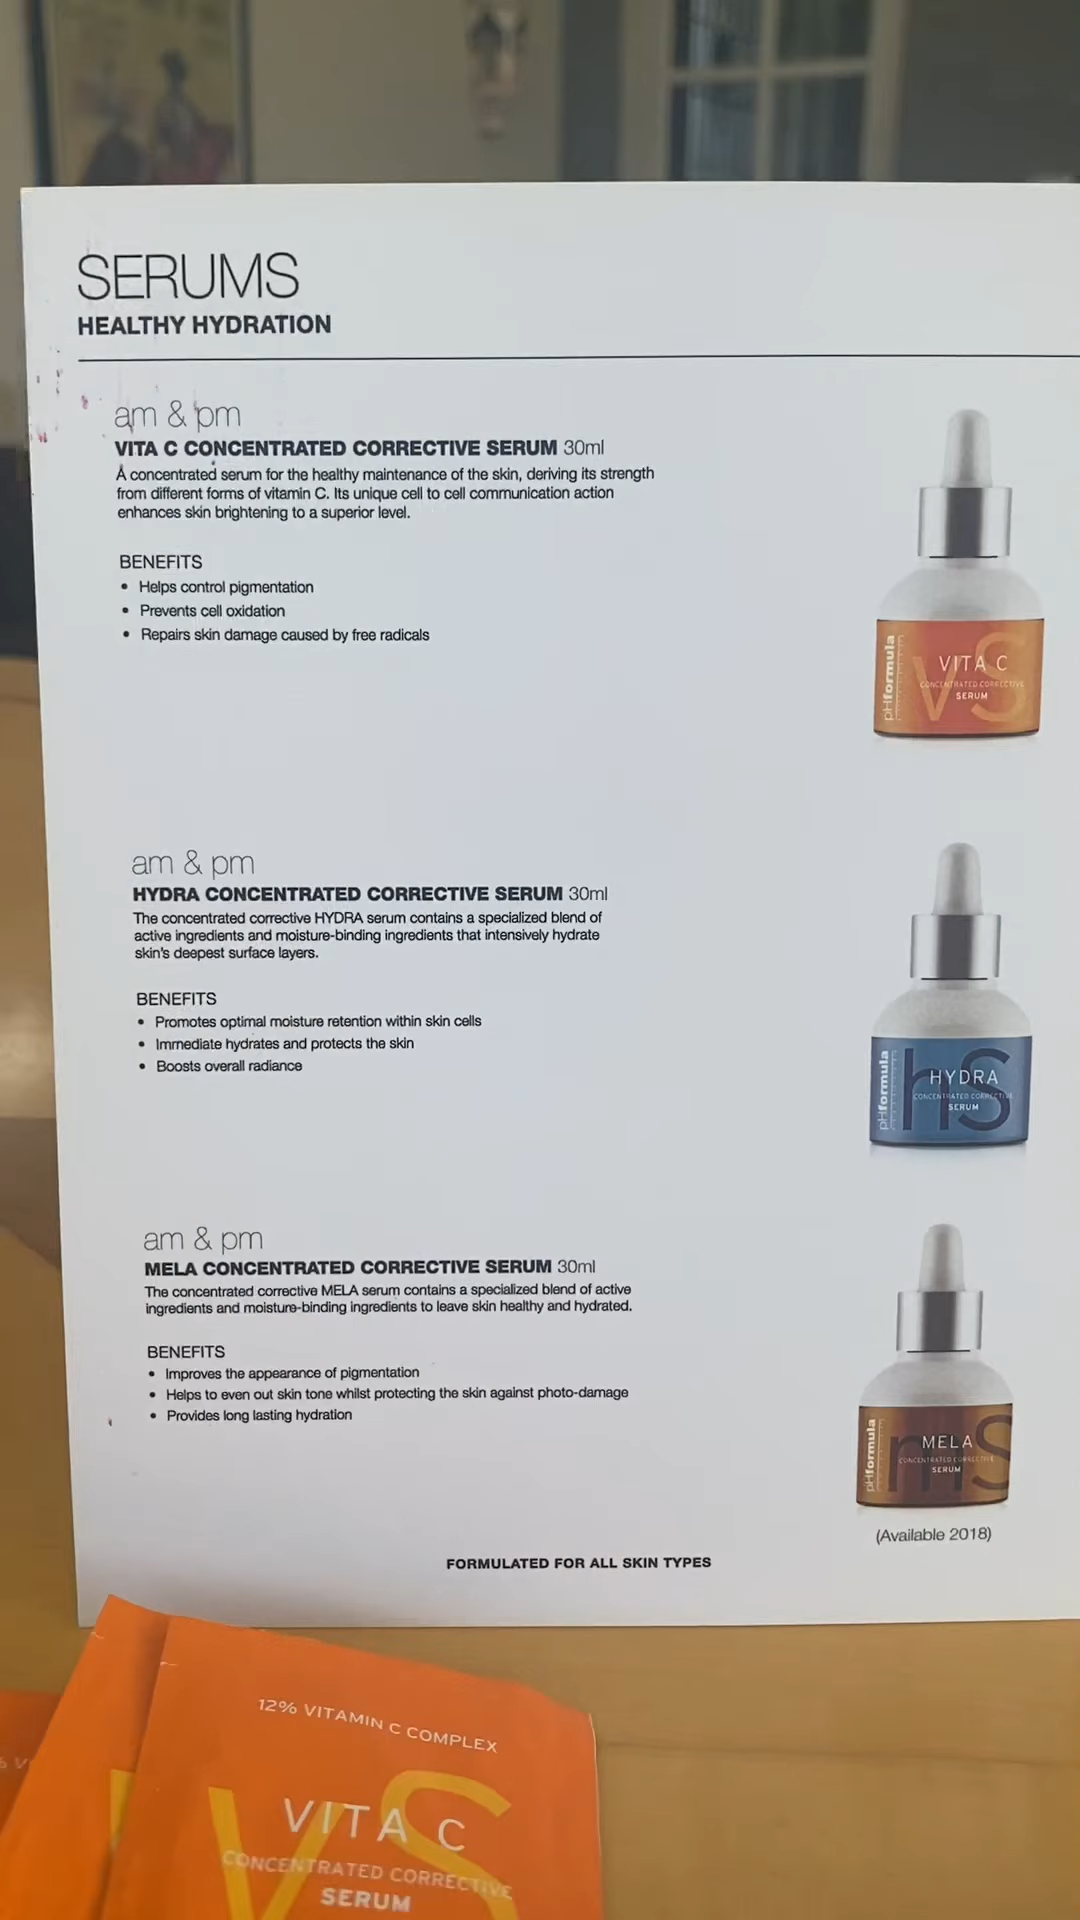 SERUMS
HEALTHY HYDRATION
am & pm
VITA C CONCENTRATED CORRECTIVE SERUM 30ml
A concentrated serum for the healthy maintenance of the skin, deriving its strength
from different forms of vitamin C. Its unique cell to cell communication action
enhances skin brightening to a superior level.
BENEFITS
• Helps control pigmentation
• Prevents cell oxidation
• Repairs skin damage caused by free radicals
pHformula
vs
VITA C
CONCENTRATED CORRECTIVE
SERUM
am & pm
HYDRA CONCENTRATED CORRECTIVE SERUM 30ml
The concentrated corrective HYDRA serum contains a specialized blend of
active ingredients and moisture-binding ingredients that intensively hydrate
skin's deepest surface layers.
BENEFITS
• Promotes optimal moisture retention within skin cells
• Immediate hydrates and protects the skin
• Boosts overall radiance
pHformula
hs
HYDRA
CONCENTRATED CORRECTIVE
SERUM
am & pm
MELA CONCENTRATED CORRECTIVE SERUM 30ml
The concentrated corrective MELA serum contains a specialized blend of active
ingredients and moisture-binding ingredients to leave skin healthy and hydrated.
BENEFITS
• Improves the appearance of pigmentation
• Helps to even out skin tone whilst protecting the skin against photo-damage
• Provides long lasting hydration
pHformula
ms
MELA
CONCENTRATED CORRECTIVE
SERUM
(Available 2018)
FORMULATED FOR ALL SKIN TYPES
12% VITAMIN C COMPLEX
vs
VITA C
CONCENTRATED CORRECTIVE
SERUM